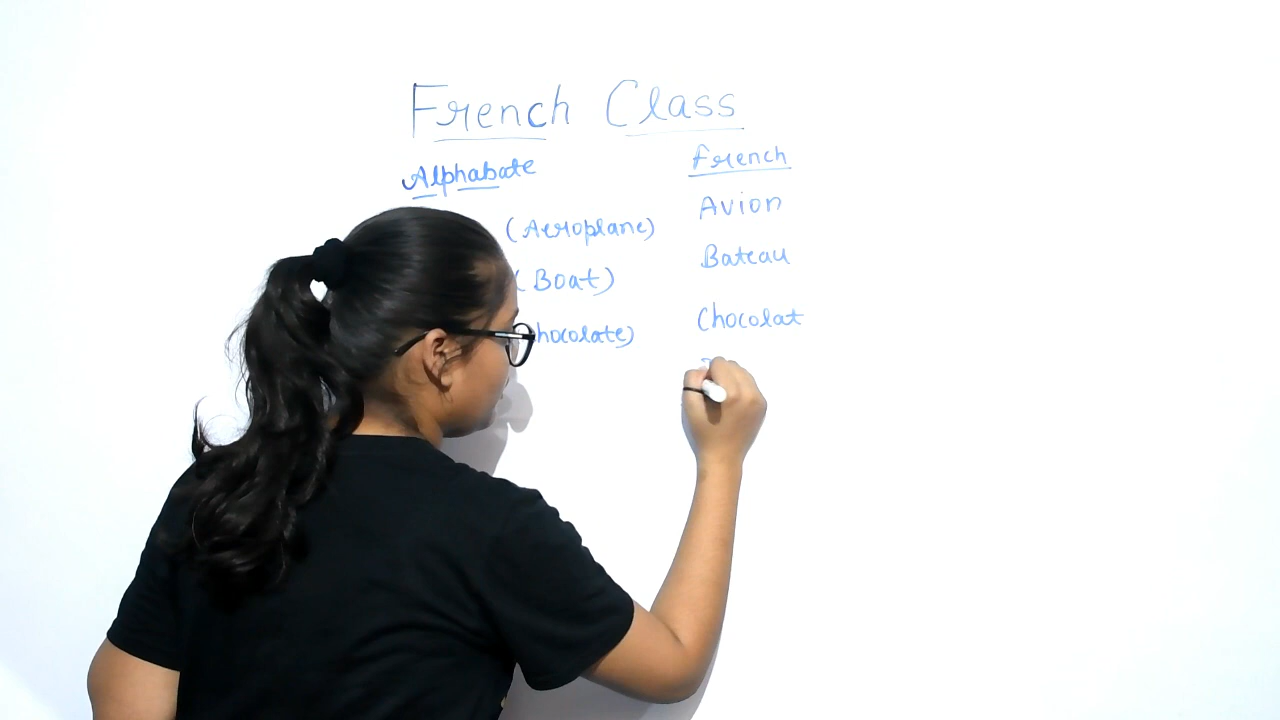 French Class
Alphabate French
(Aeroplane) Avion
(Boat) Bateau
hocolate) Chocolat